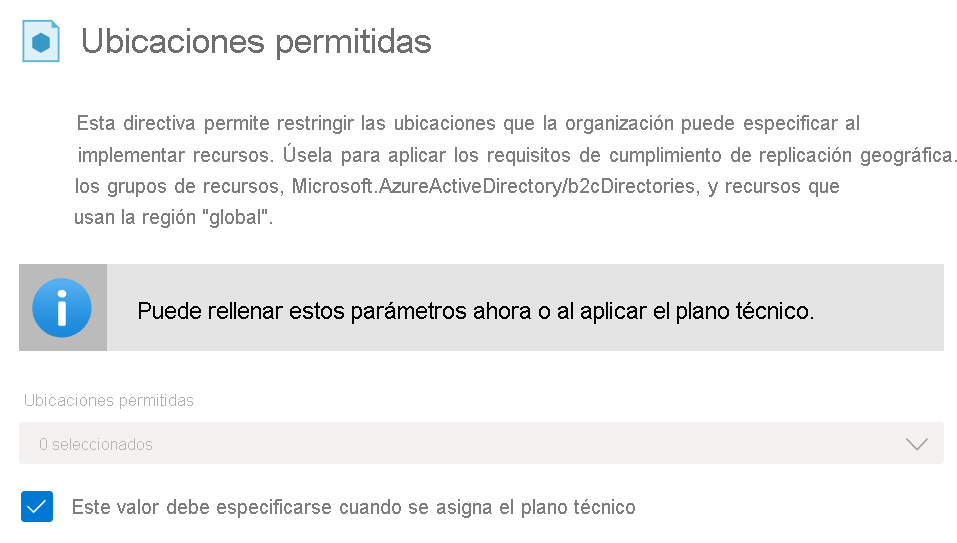 Ubicaciones permitidas
Esta directiva permite restringir las ubicaciones que la organización puede especificar al
implementar recursos. Úsela para aplicar los requisitos de cumplimiento de replicación geográfica.
los grupos de recursos, Microsoft.AzureActiveDirectory/b2cDirectories, y recursos que
usan la región "global".
Puede rellenar estos parámetros ahora o al aplicar el plano técnico.
Ubicaciones permitidas
0 seleccionados
Este valor debe especificarse cuando se asigna el plano técnico